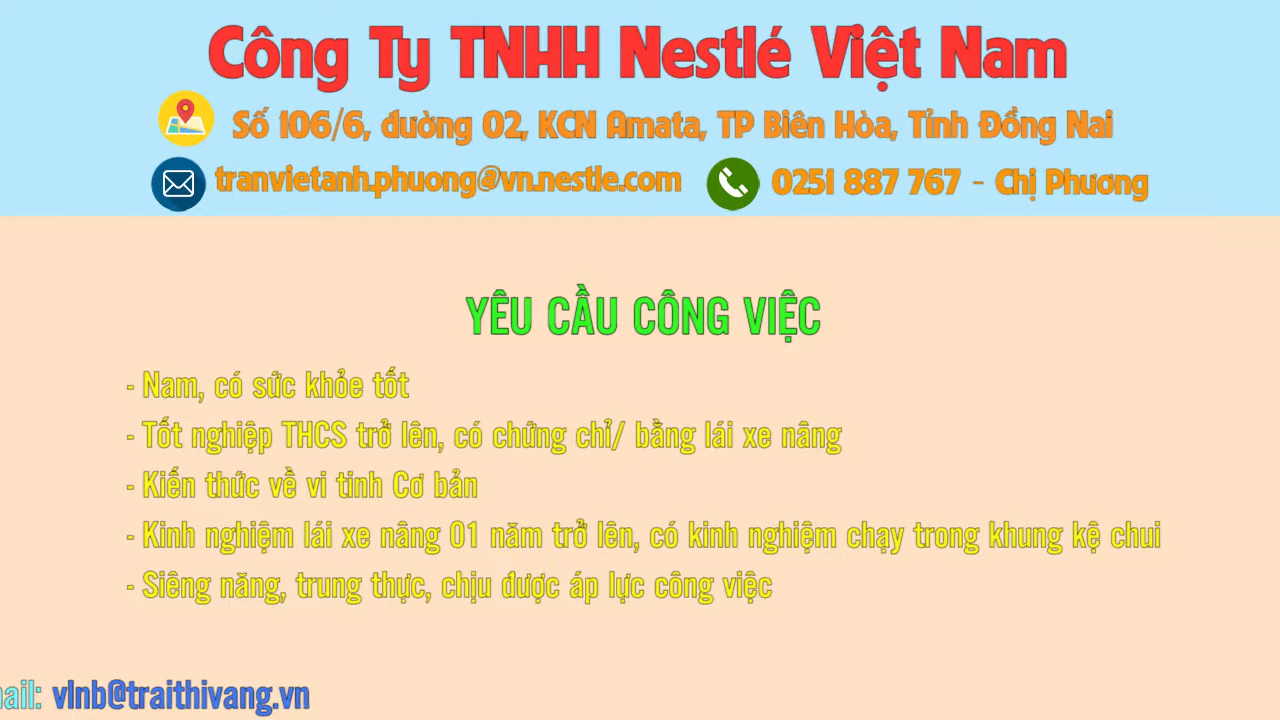 Công Ty TNHH Nestlé Việt Nam
Số 106/6, đường 02, KCN Amata, TP Biên Hòa, Tỉnh Đồng Nai
tranvietanh.phuong@vn.nestle.com 0251 887 767 - Chị Phương
YÊU CẦU CÔNG VIỆC
- Nam, có sức khỏe tốt
- Tốt nghiệp THCS trở lên, có chứng chỉ/ bằng lái xe nâng
- Kiến thức về vi tinh Cơ bản
- Kinh nghiệm lái xe nâng 01 năm trở lên, có kinh nghiệm chạy trong khung kệ chui
- Siêng năng, trung thực, chịu được áp lực công việc
ail: vlnb@traithivang.vn